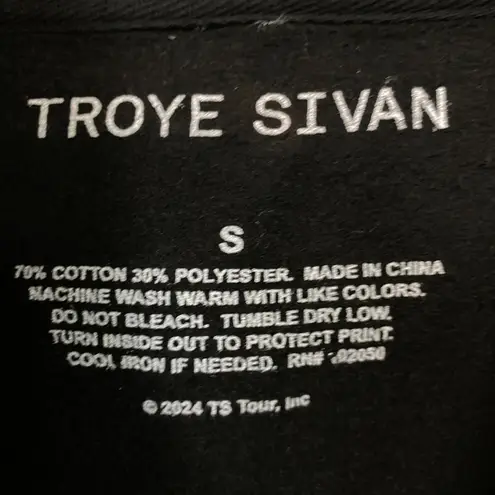 TROYE SIVAN
S
70% COTTON 30% POLYESTER. MADE IN CHINA
MACHINE WASH WARM WITH LIKE COLORS.
DO NOT BLEACH. TUMBLE DRY LOW.
TURN INSIDE OUT TO PROTECT PRINT.
COOL IRON IF NEEDED. RN#
© 2024 TS Tour, Inc